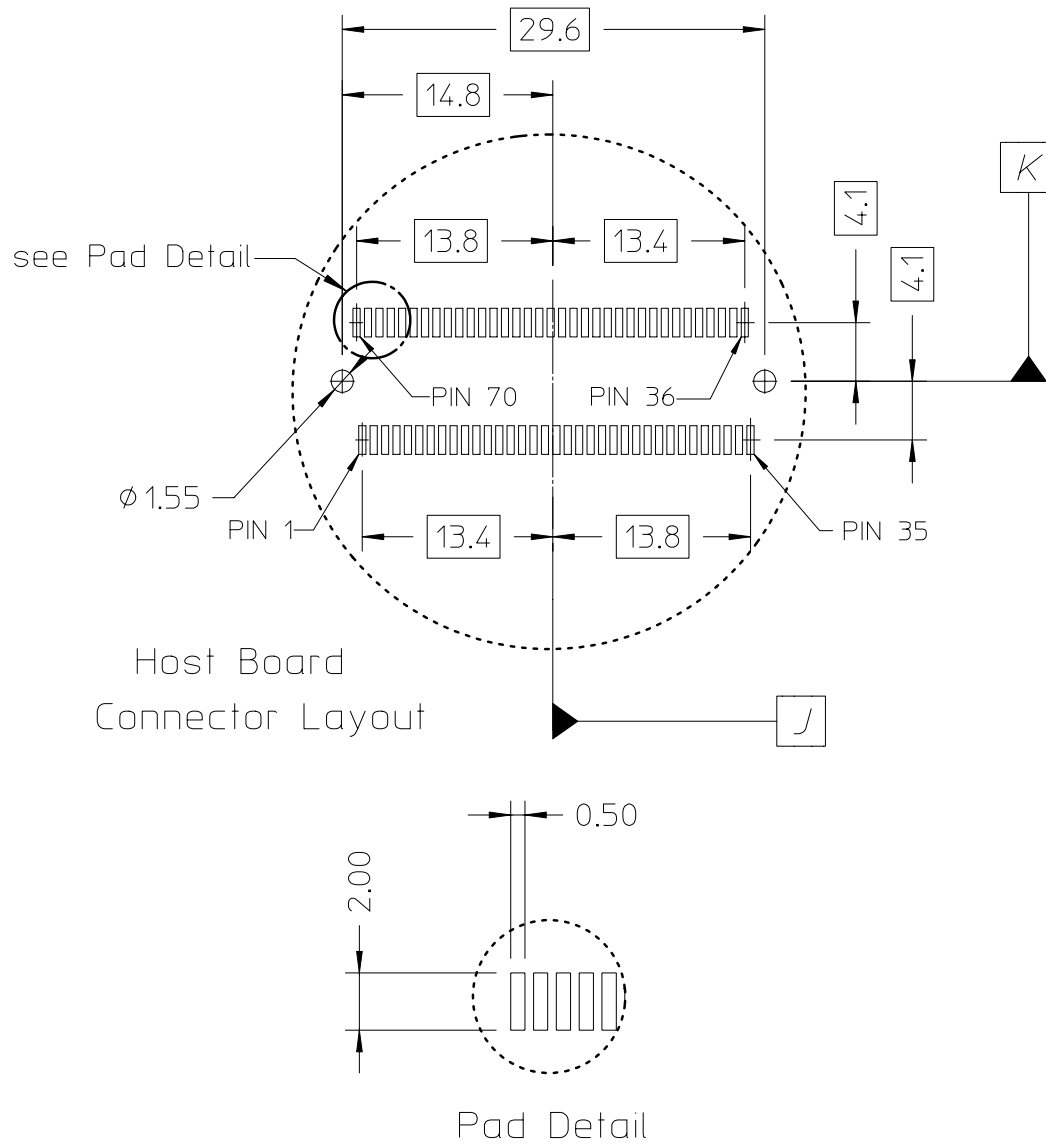 29.6
14.8
K
4.1
13.8
13.4
see Pad Detail
4.1
PIN 70
PIN 36
⌀1.55
PIN 1
PIN 35
13.4
13.8
Host Board
Connector Layout
J
0.50
2.00
Pad Detail